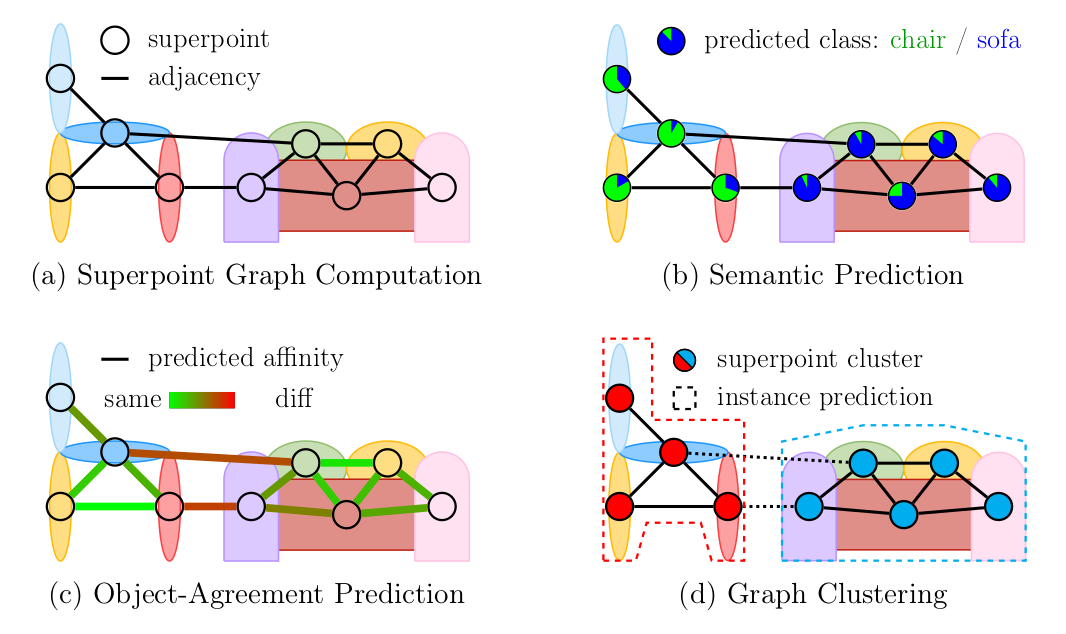 superpoint
adjacency
(a) Superpoint Graph Computation
predicted class: chair / sofa
(b) Semantic Prediction
predicted affinity
same diff
(c) Object-Agreement Prediction
superpoint cluster
instance prediction
(d) Graph Clustering